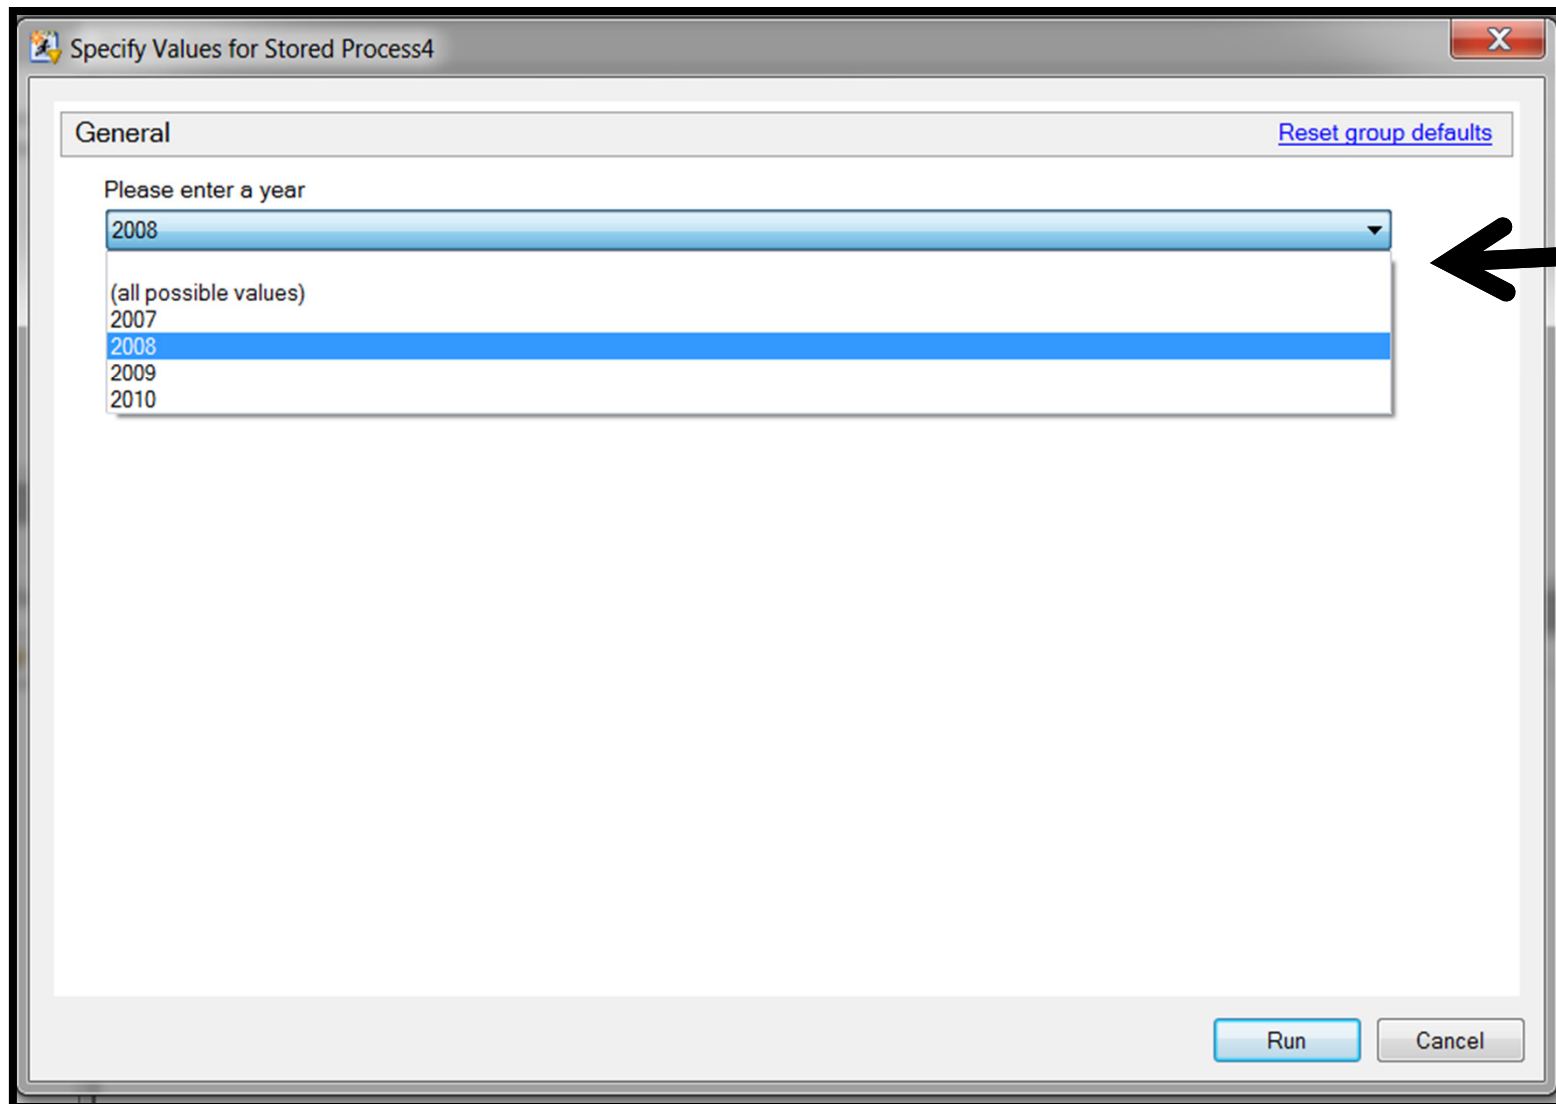 Specify Values for Stored Process4
X
General
Reset group defaults
Please enter a year
2008
(all possible values)
2007
2008
2009
2010
Run
Cancel